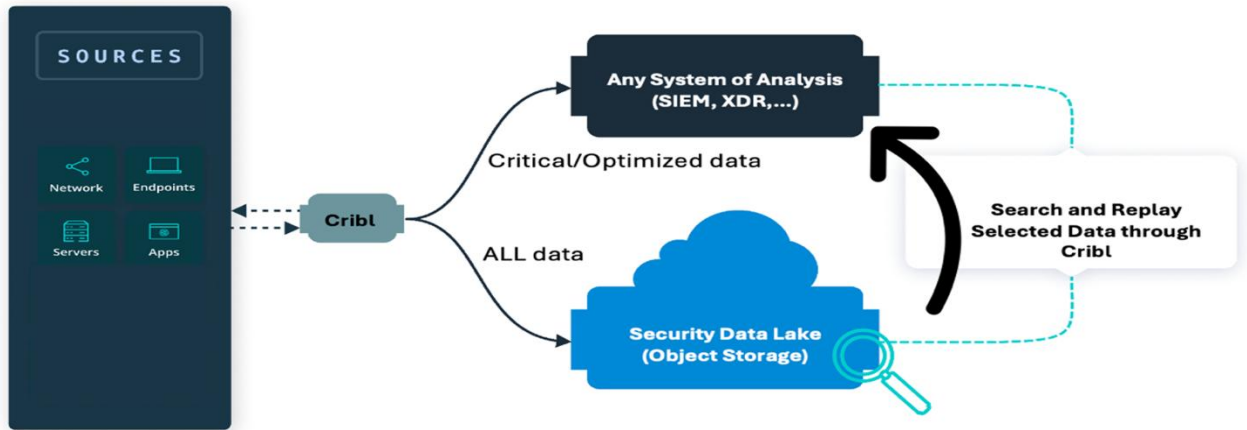 SOURCES
Network
Endpoints
Servers
Apps
Cribl
Critical/Optimized data
ALL data
Any System of Analysis
(SIEM, XDR,...)
Security Data Lake
(Object Storage)
Search and Replay
Selected Data through
Cribl